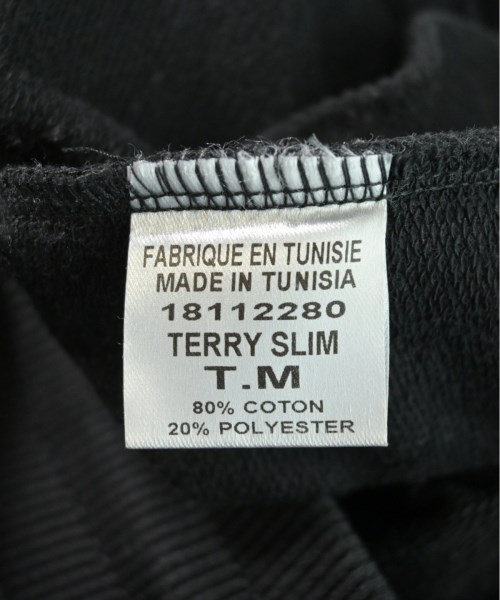 FABRIQUE EN TUNISIE
MADE IN TUNISIA
18112280
TERRY SLIM
T.M
80% COTON
20% POLYESTER